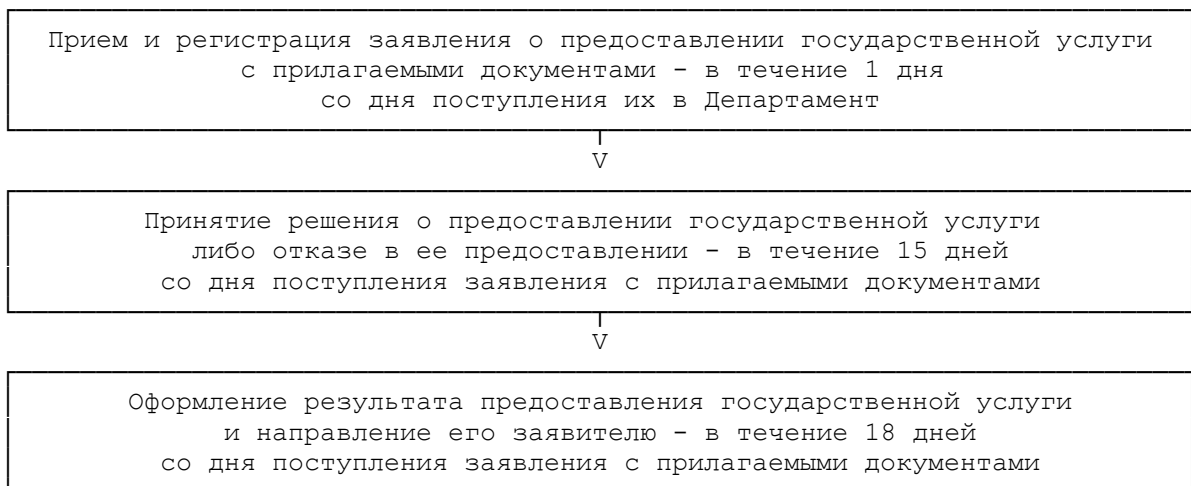 Прием и регистрация заявления о предоставлении государственной услуги
с прилагаемыми документами - в течение 1 дня
со дня поступления их в Департамент
V
Принятие решения о предоставлении государственной услуги
либо отказе в ее предоставлении - в течение 15 дней
со дня поступления заявления с прилагаемыми документами
V
Оформление результата предоставления государственной услуги
и направление его заявителю - в течение 18 дней
со дня поступления заявления с прилагаемыми документами